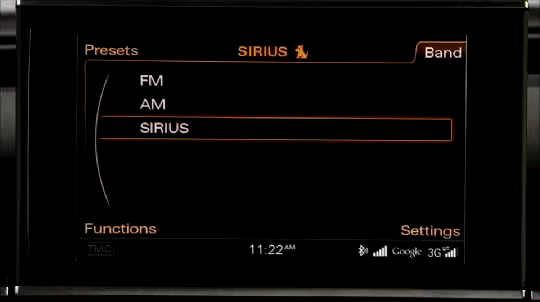 Presets SIRIUS Band
FM
AM
SIRIUS
Functions Settings
TMC 11:22AM Google 3G